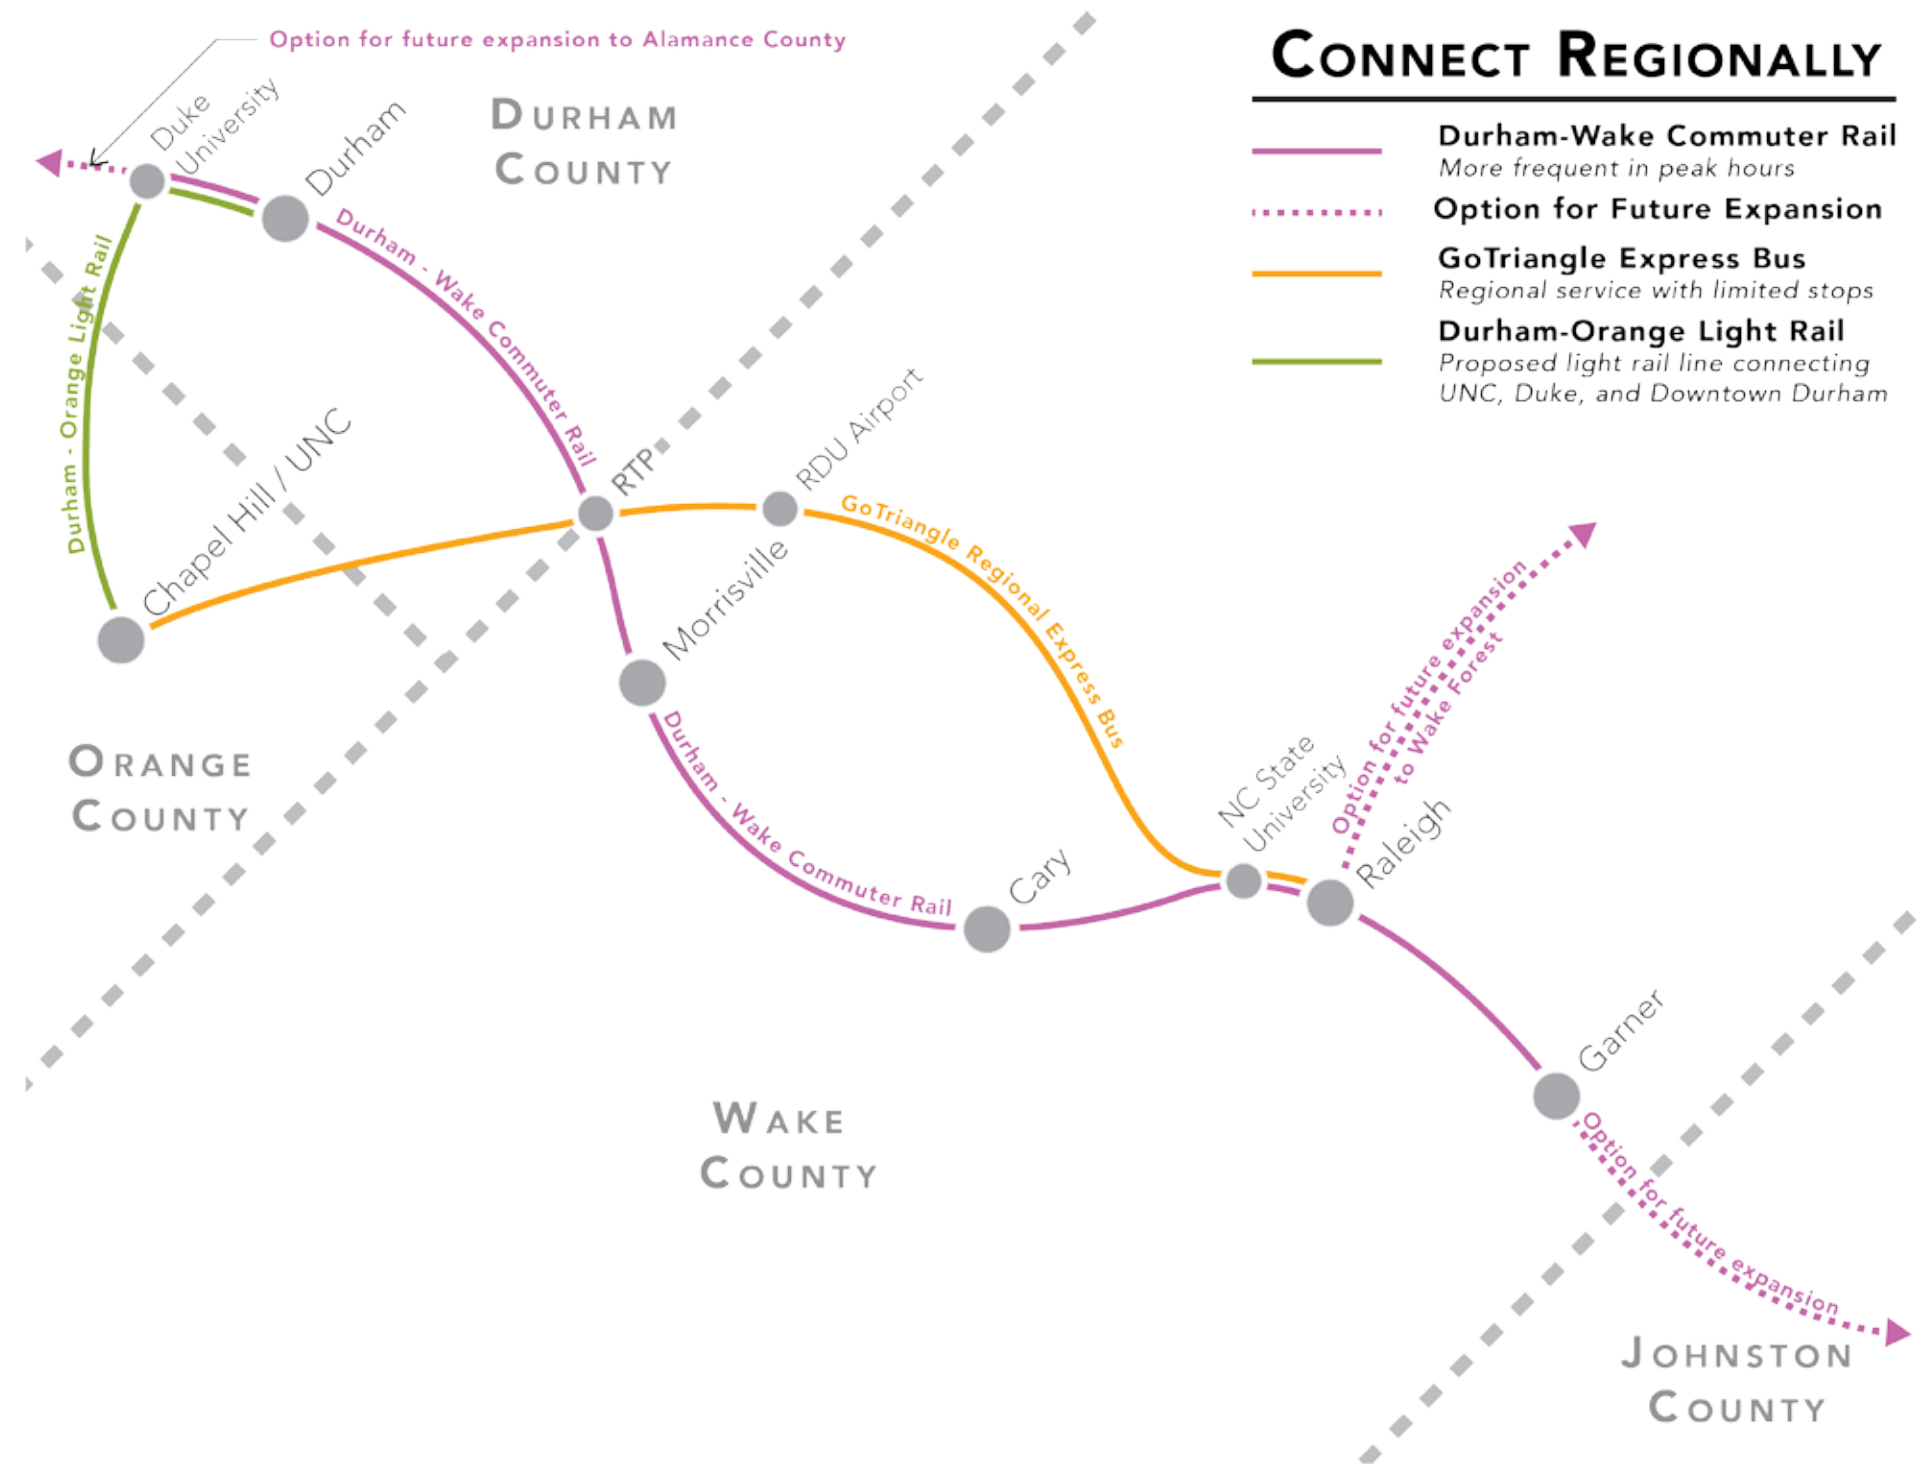 Option for future expansion to Alamance County
CONNECT REGIONALLY
Durham-Wake Commuter Rail
More frequent in peak hours
Option for Future Expansion
GoTriangle Express Bus
Regional service with limited stops
Durham-Orange Light Rail
Proposed light rail line connecting
UNC, Duke, and Downtown Durham
Duke
University
Durham
DURHAM
COUNTY
Durham - Wake Commuter Rail
Durham - Orange Light Rail
Chapel Hill / UNC
RTP
RDU Airport
GoTriangle Regional Express Bus
Morrisville
Option for future expansion
to Wake Forest
ORANGE
COUNTY
Durham - Wake Commuter Rail
Cary
NC State
University
Raleigh
Garner
WAKE
COUNTY
Option for future expansion
JOHNSTON
COUNTY